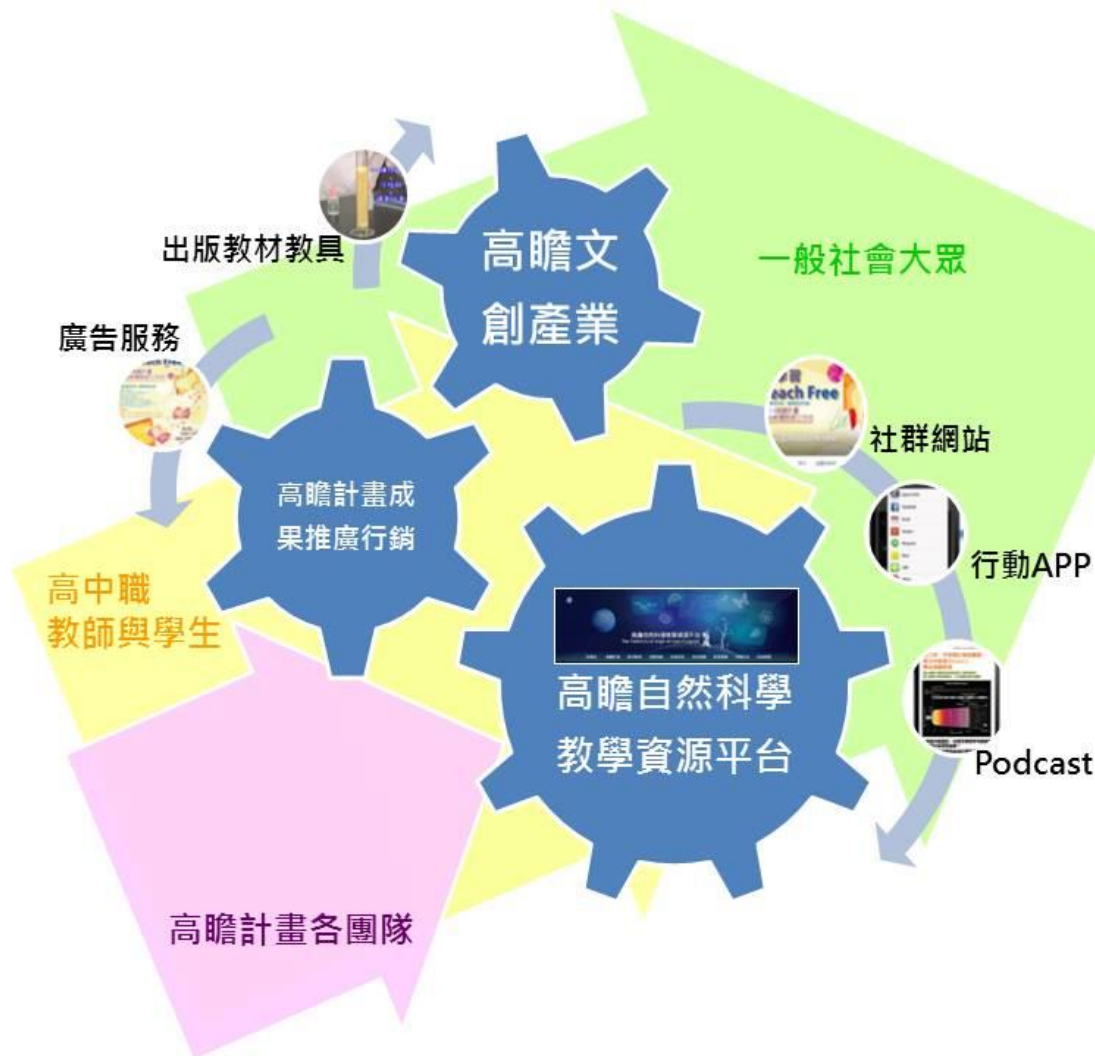 出版教材教具
高瞻文
創產業
一般社會大眾
廣告服務
each Free
社群網站
高瞻計畫成
果推廣行銷
行動APP
高中職
教師與學生
高瞻自然科學
教學資源平台
Podcast
高瞻計畫各團隊